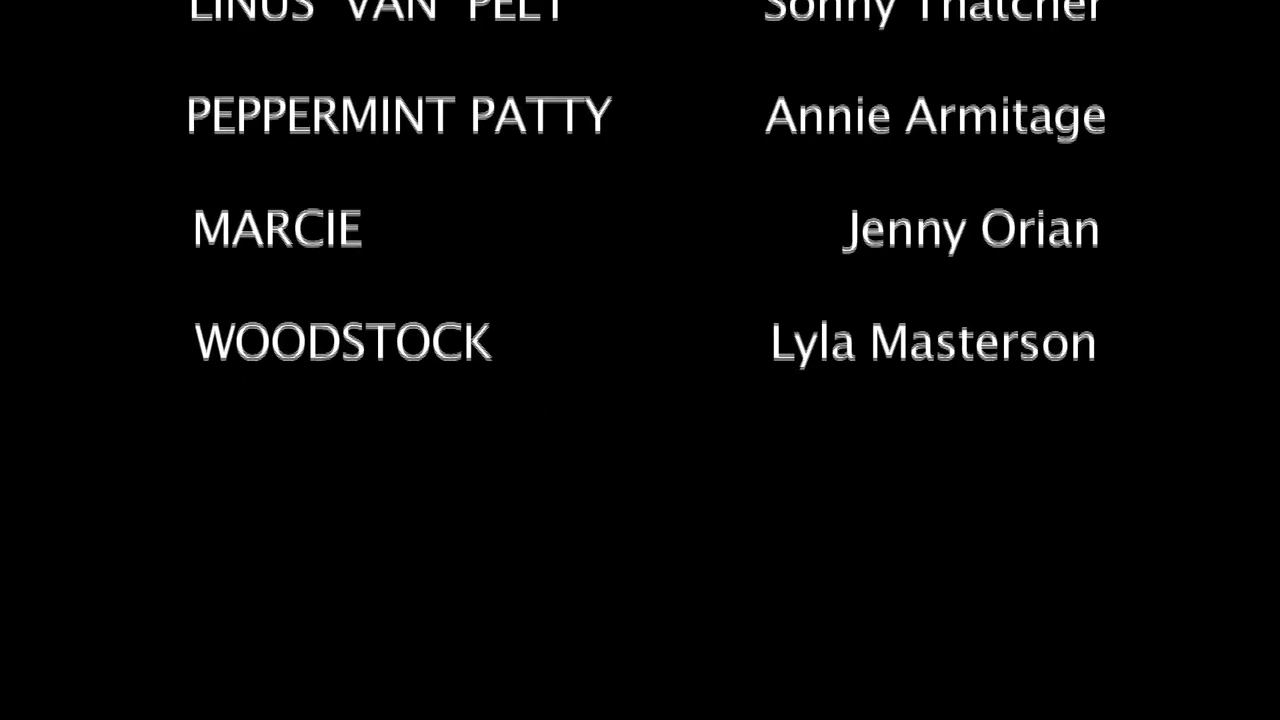 LINUS VAN PELT Sonny Thatcher
PEPPERMINT PATTY Annie Armitage
MARCIE Jenny Orian
WOODSTOCK Lyla Masterson